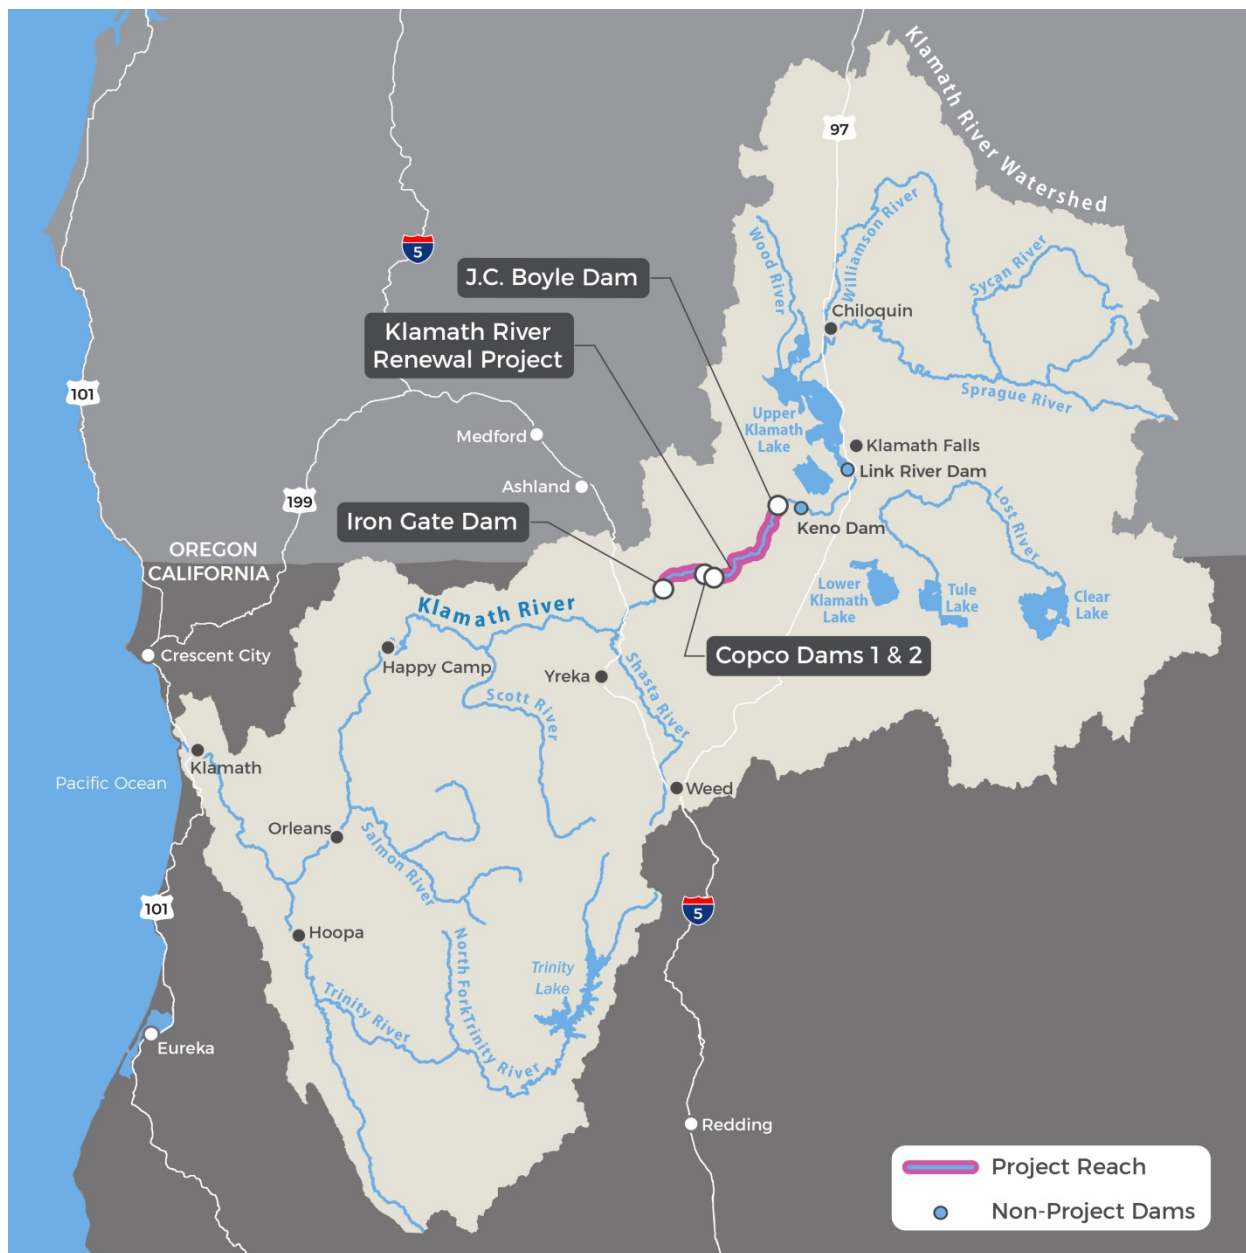 Klamath River Watershed
97
Williamson River
Wood River
Sycan River
5
J.C. Boyle Dam
Chiloquin
Klamath River
Renewal Project
101
Sprague River
Upper
Klamath
Lake
Medford
Klamath Falls
Link River Dam
Ashland
199
Iron Gate Dam
Lost River
Keno Dam
OREGON
CALIFORNIA
Lower
Klamath
Lake
Tule
Lake
Clear
Lake
Klamath River
Crescent City
Happy Camp
Yreka
Shasta River
Copco Dams 1 & 2
Scott River
Klamath
Pacific Ocean
Weed
Orleans
Salmon River
101
5
Hoopa
North Fork Trinity River
Trinity
Lake
Trinity River
Eureka
Redding
Project Reach
Non-Project Dams